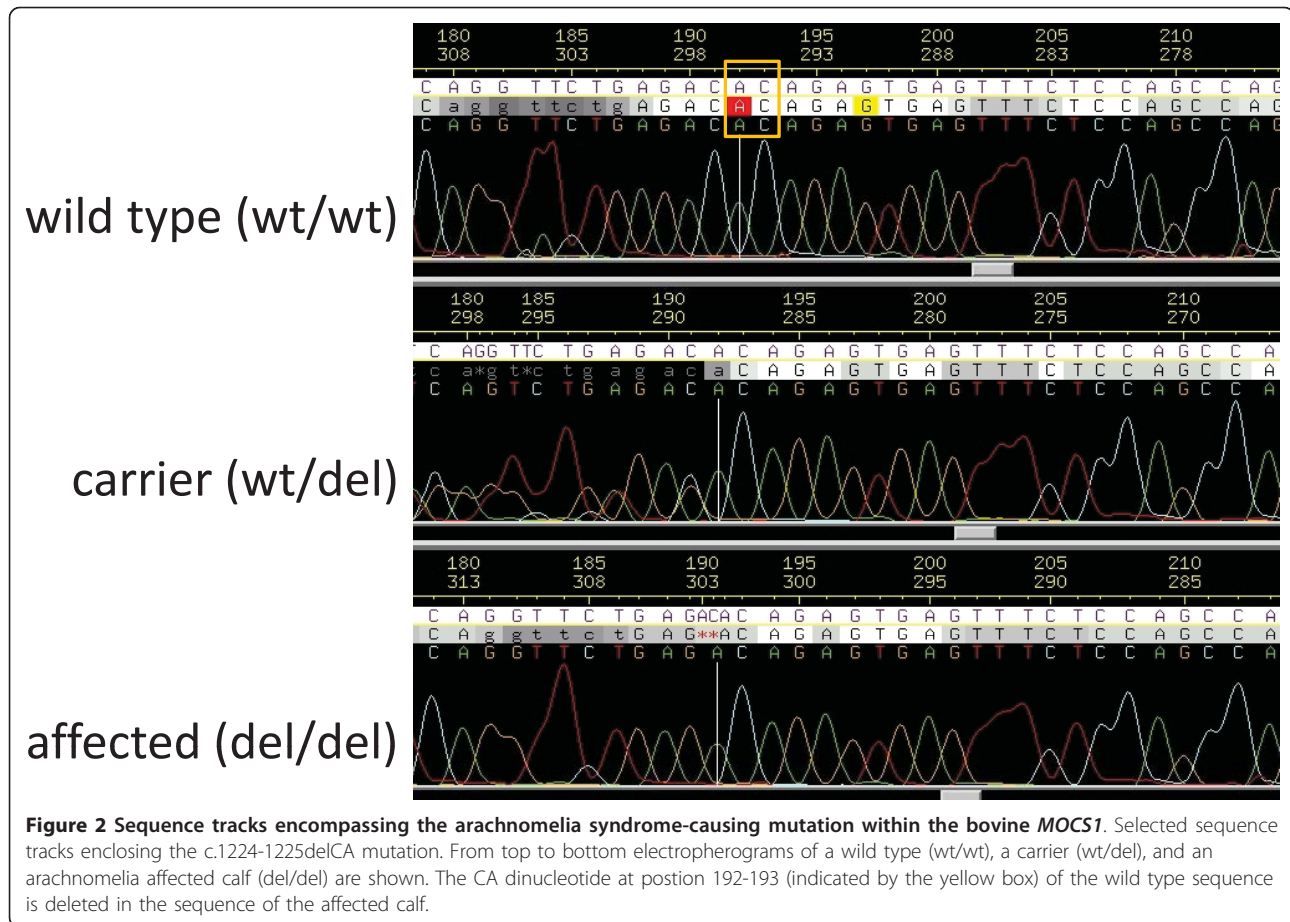 180 185 190 195 200 205 210
308 303 298 293 288 283 278
C A G G T T C T G A G A C A C A G A G T G A G T T T C T C C A G C C A G
C a g g t t c t g A G A C A C A G A G T G A G T T T C T C C A G C C A G
C A G G T T C T G A G A C A C A G A G T G A G T T T C T C C A G C C A G
wild type (wt/wt)
180 185 190 195 200 205 210
298 295 290 285 280 275 270
C AGG TTC T G A G A C A C A G A G T G A G T T T C T C C A G C C A
c a*g t*c t g a g a c a C A G A G T G A G T T T C T C C A G C C A
C A G T C T G A G A C A C A G A G T G A G T T T C T C C A G C C A
carrier (wt/del)
180 185 190 195 200 205 210
313 308 303 300 295 290 285
C A G G T T C T G A GACA C A G A G T G A G T T T C T C C A G C C A
C A g g t t c t G A G**A C A G A G T G A G T T T C T C C A G C C A
C A G G T T C T G A G A C A G A G T G A G T T T C T C C A G C C A
affected (del/del)
Figure 2 Sequence tracks encompassing the arachnomelia syndrome-causing mutation within the bovine MOCS1. Selected sequence
tracks enclosing the c.1224-1225delCA mutation. From top to bottom electropherograms of a wild type (wt/wt), a carrier (wt/del), and an
arachnomelia affected calf (del/del) are shown. The CA dinucleotide at postion 192-193 (indicated by the yellow box) of the wild type sequence
is deleted in the sequence of the affected calf.